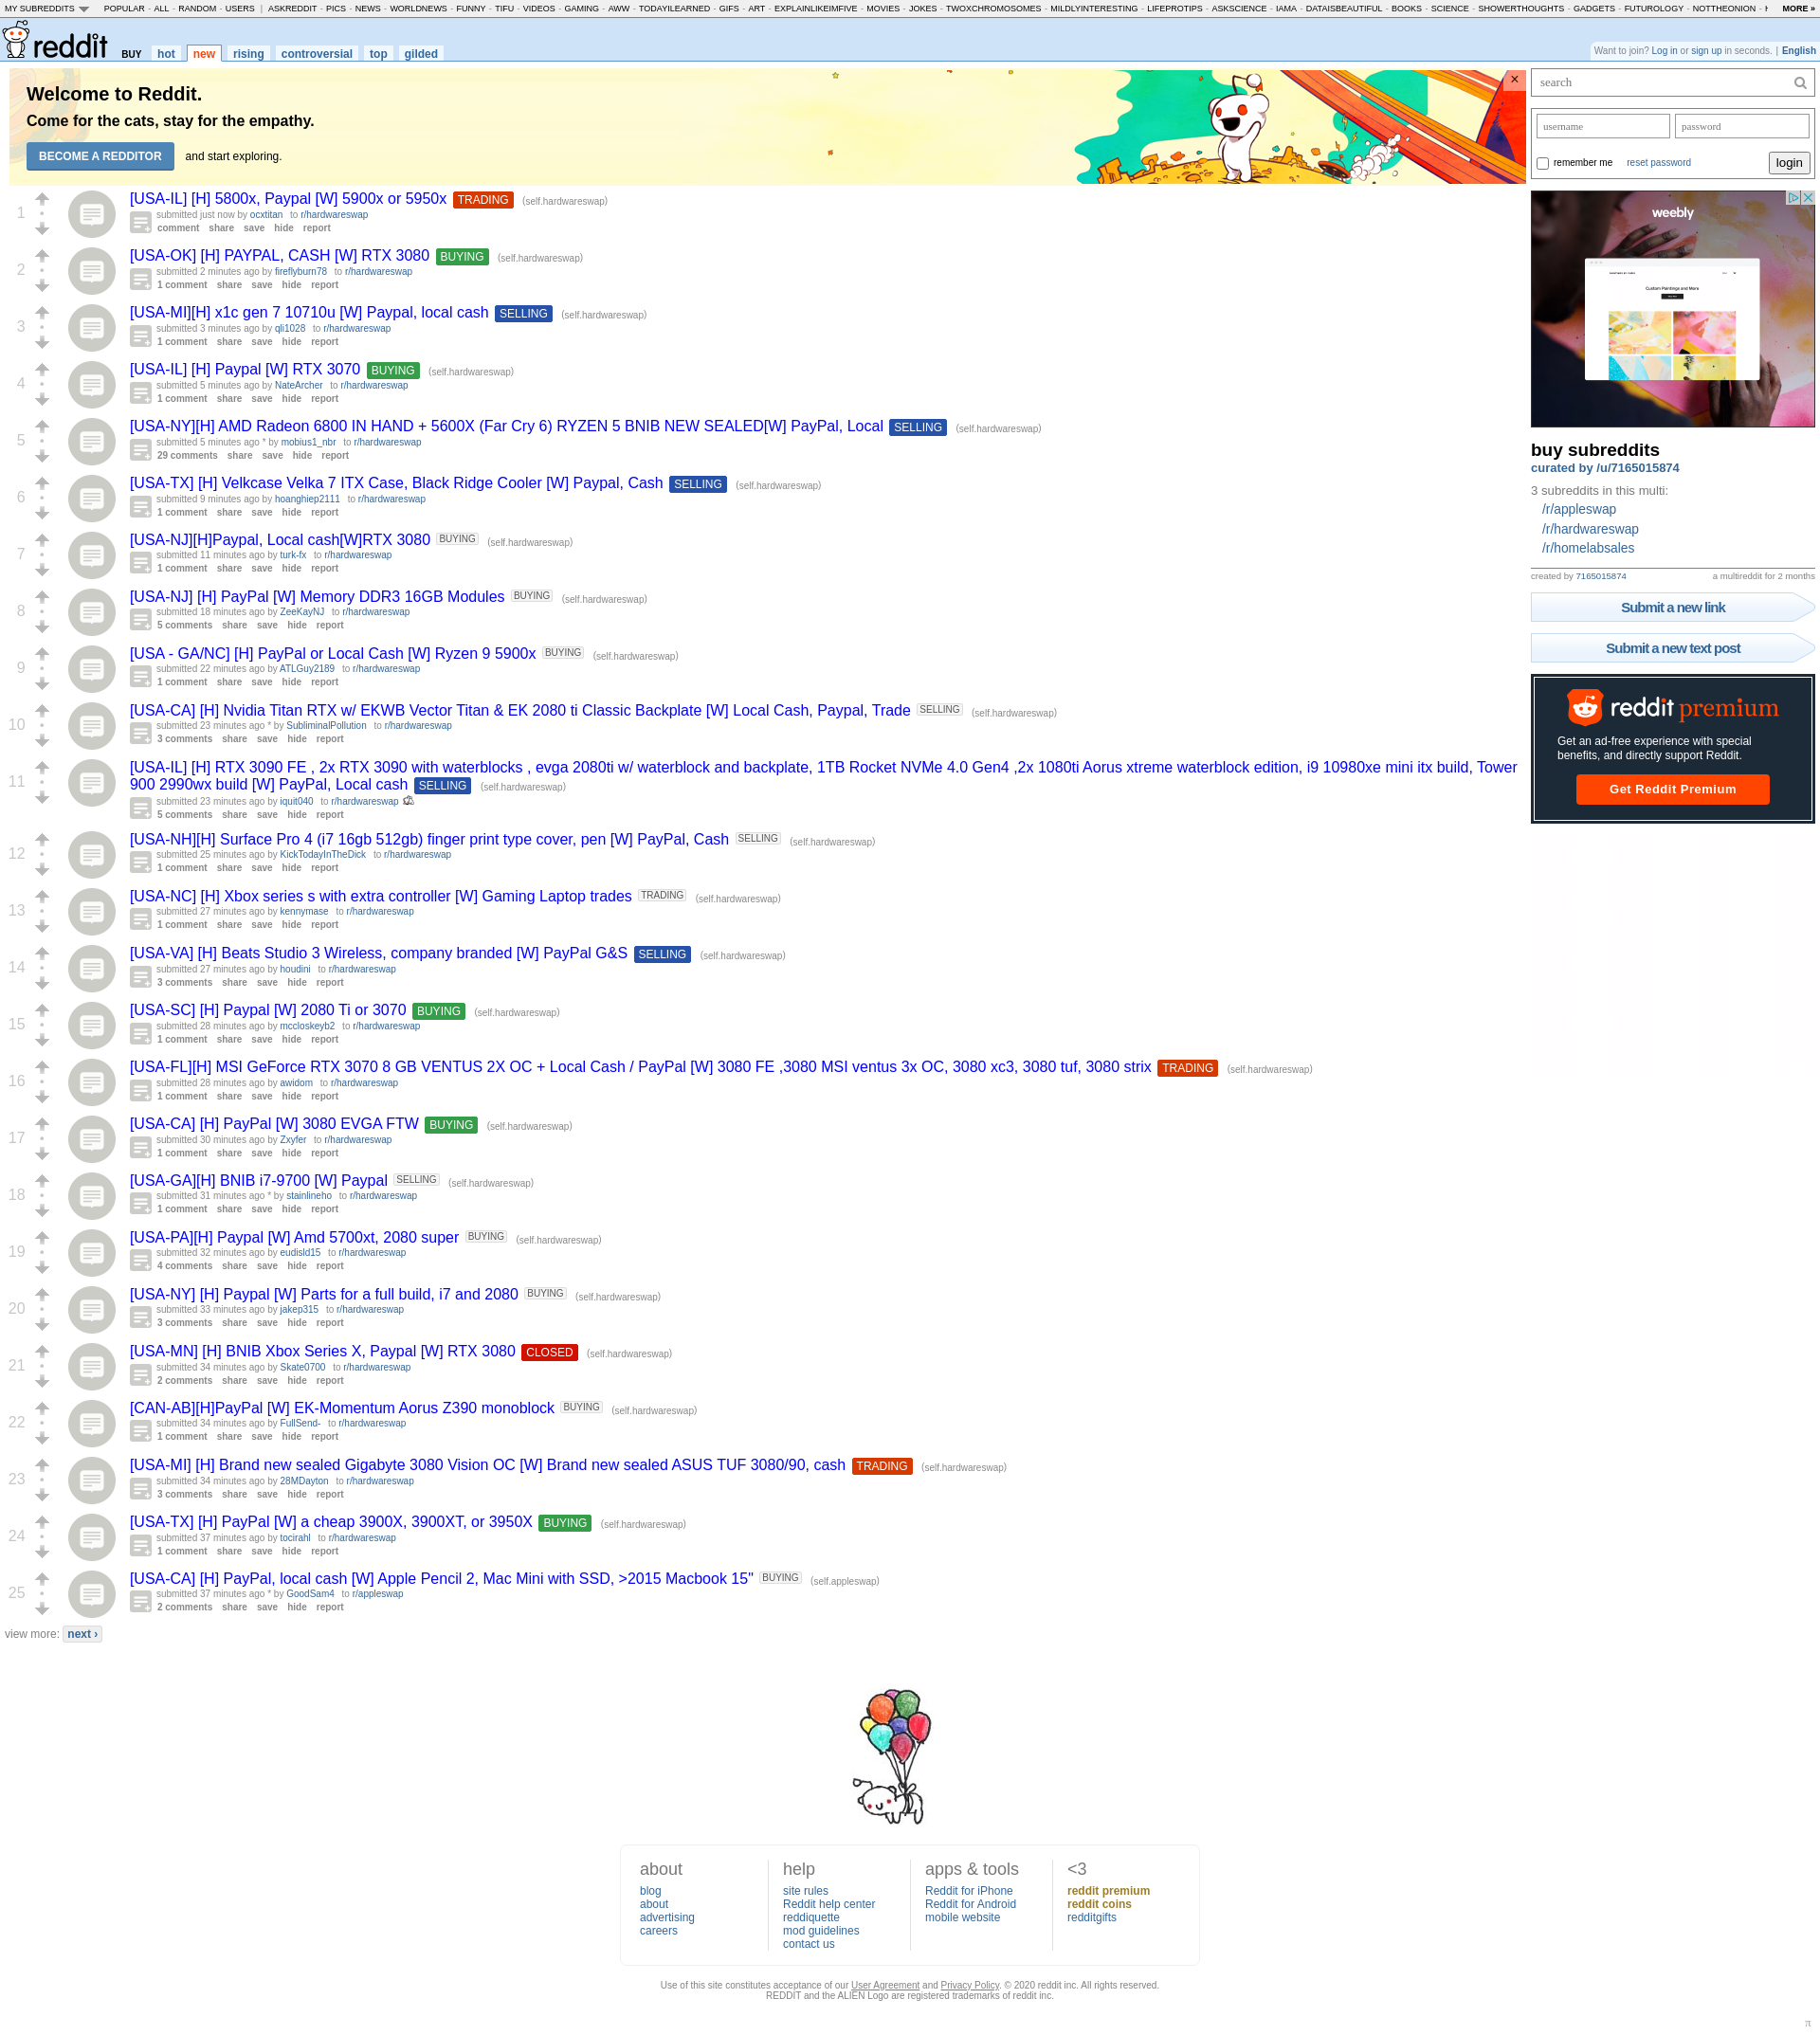 MY SUBREDDITS POPULAR - ALL - RANDOM - USERS | ASKREDDIT - PICS - NEWS - WORLDNEWS - FUNNY - TIFU - VIDEOS - GAMING - AWW - TODAYILEARNED - GIFS - ART - EXPLAINLIKEIMFIVE - MOVIES - JOKES - TWOXCHROMOSOMES - MILDLYINTERESTING - LIFEPROTIPS - ASKSCIENCE - IAMA - DATAISBEAUTIFUL - BOOKS - SCIENCE - SHOWERTHOUGHTS - GADGETS - FUTUROLOGY - NOTTHEONION - MORE »
reddit BUY hot new rising controversial top gilded
Want to join? Log in or sign up in seconds. | English
Welcome to Reddit.
Come for the cats, stay for the empathy.
BECOME A REDDITOR and start exploring.
×
1
[USA-IL] [H] 5800x, Paypal [W] 5900x or 5950x TRADING (self.hardwareswap)
submitted just now by ocxtitan to r/hardwareswap
comment share save hide report
2
[USA-OK] [H] PAYPAL, CASH [W] RTX 3080 BUYING (self.hardwareswap)
submitted 2 minutes ago by fireflyburn78 to r/hardwareswap
1 comment share save hide report
3
[USA-MI][H] x1c gen 7 10710u [W] Paypal, local cash SELLING (self.hardwareswap)
submitted 3 minutes ago by qli1028 to r/hardwareswap
1 comment share save hide report
4
[USA-IL] [H] Paypal [W] RTX 3070 BUYING (self.hardwareswap)
submitted 5 minutes ago by NateArcher to r/hardwareswap
1 comment share save hide report
5
[USA-NY][H] AMD Radeon 6800 IN HAND + 5600X (Far Cry 6) RYZEN 5 BNIB NEW SEALED[W] PayPal, Local SELLING (self.hardwareswap)
submitted 5 minutes ago * by mobius1_nbr to r/hardwareswap
29 comments share save hide report
6
[USA-TX] [H] Velkcase Velka 7 ITX Case, Black Ridge Cooler [W] Paypal, Cash SELLING (self.hardwareswap)
submitted 9 minutes ago by hoanghiep2111 to r/hardwareswap
1 comment share save hide report
7
[USA-NJ][H]Paypal, Local cash[W]RTX 3080 BUYING (self.hardwareswap)
submitted 11 minutes ago by turk-fx to r/hardwareswap
1 comment share save hide report
8
[USA-NJ] [H] PayPal [W] Memory DDR3 16GB Modules BUYING (self.hardwareswap)
submitted 18 minutes ago by ZeeKayNJ to r/hardwareswap
5 comments share save hide report
9
[USA - GA/NC] [H] PayPal or Local Cash [W] Ryzen 9 5900x BUYING (self.hardwareswap)
submitted 22 minutes ago by ATLGuy2189 to r/hardwareswap
1 comment share save hide report
10
[USA-CA] [H] Nvidia Titan RTX w/ EKWB Vector Titan & EK 2080 ti Classic Backplate [W] Local Cash, Paypal, Trade SELLING (self.hardwareswap)
submitted 23 minutes ago * by SubliminalPollution to r/hardwareswap
3 comments share save hide report
11
[USA-IL] [H] RTX 3090 FE , 2x RTX 3090 with waterblocks , evga 2080ti w/ waterblock and backplate, 1TB Rocket NVMe 4.0 Gen4 ,2x 1080ti Aorus xtreme waterblock edition, i9 10980xe mini itx build, Tower
900 2990wx build [W] PayPal, Local cash SELLING (self.hardwareswap)
submitted 23 minutes ago by iquit040 to r/hardwareswap
5 comments share save hide report
12
[USA-NH][H] Surface Pro 4 (i7 16gb 512gb) finger print type cover, pen [W] PayPal, Cash SELLING (self.hardwareswap)
submitted 25 minutes ago by KickTodayInTheDick to r/hardwareswap
1 comment share save hide report
13
[USA-NC] [H] Xbox series s with extra controller [W] Gaming Laptop trades TRADING (self.hardwareswap)
submitted 27 minutes ago by kennymase to r/hardwareswap
1 comment share save hide report
14
[USA-VA] [H] Beats Studio 3 Wireless, company branded [W] PayPal G&S SELLING (self.hardwareswap)
submitted 27 minutes ago by houdini to r/hardwareswap
3 comments share save hide report
15
[USA-SC] [H] Paypal [W] 2080 Ti or 3070 BUYING (self.hardwareswap)
submitted 28 minutes ago by mccloskeyb2 to r/hardwareswap
1 comment share save hide report
16
[USA-FL][H] MSI GeForce RTX 3070 8 GB VENTUS 2X OC + Local Cash / PayPal [W] 3080 FE ,3080 MSI ventus 3x OC, 3080 xc3, 3080 tuf, 3080 strix TRADING (self.hardwareswap)
submitted 28 minutes ago by awidom to r/hardwareswap
1 comment share save hide report
17
[USA-CA] [H] PayPal [W] 3080 EVGA FTW BUYING (self.hardwareswap)
submitted 30 minutes ago by Zxyfer to r/hardwareswap
1 comment share save hide report
18
[USA-GA][H] BNIB i7-9700 [W] Paypal SELLING (self.hardwareswap)
submitted 31 minutes ago * by stainlineho to r/hardwareswap
1 comment share save hide report
19
[USA-PA][H] Paypal [W] Amd 5700xt, 2080 super BUYING (self.hardwareswap)
submitted 32 minutes ago by eudisld15 to r/hardwareswap
4 comments share save hide report
20
[USA-NY] [H] Paypal [W] Parts for a full build, i7 and 2080 BUYING (self.hardwareswap)
submitted 33 minutes ago by jakep315 to r/hardwareswap
3 comments share save hide report
21
[USA-MN] [H] BNIB Xbox Series X, Paypal [W] RTX 3080 CLOSED (self.hardwareswap)
submitted 34 minutes ago by Skate0700 to r/hardwareswap
2 comments share save hide report
22
[CAN-AB][H]PayPal [W] EK-Momentum Aorus Z390 monoblock BUYING (self.hardwareswap)
submitted 34 minutes ago by FullSend- to r/hardwareswap
1 comment share save hide report
23
[USA-MI] [H] Brand new sealed Gigabyte 3080 Vision OC [W] Brand new sealed ASUS TUF 3080/90, cash TRADING (self.hardwareswap)
submitted 34 minutes ago by 28MDayton to r/hardwareswap
3 comments share save hide report
24
[USA-TX] [H] PayPal [W] a cheap 3900X, 3900XT, or 3950X BUYING (self.hardwareswap)
submitted 37 minutes ago by tocirahl to r/hardwareswap
1 comment share save hide report
25
[USA-CA] [H] PayPal, local cash [W] Apple Pencil 2, Mac Mini with SSD, >2015 Macbook 15" BUYING (self.appleswap)
submitted 37 minutes ago * by GoodSam4 to r/appleswap
2 comments share save hide report
view more: next ›
search
username password
remember me reset password login
weebly
Custom Paintings and More
buy subreddits
curated by /u/7165015874
3 subreddits in this multi:
/r/appleswap
/r/hardwareswap
/r/homelabsales
created by 7165015874 a multireddit for 2 months
Submit a new link
Submit a new text post
reddit premium
Get an ad-free experience with special
benefits, and directly support Reddit.
Get Reddit Premium
about
blog
about
advertising
careers
help
site rules
Reddit help center
reddiquette
mod guidelines
contact us
apps & tools
Reddit for iPhone
Reddit for Android
mobile website
<3
reddit premium
reddit coins
redditgifts
Use of this site constitutes acceptance of our User Agreement and Privacy Policy. © 2020 reddit inc. All rights reserved.
REDDIT and the ALIEN Logo are registered trademarks of reddit inc.
π